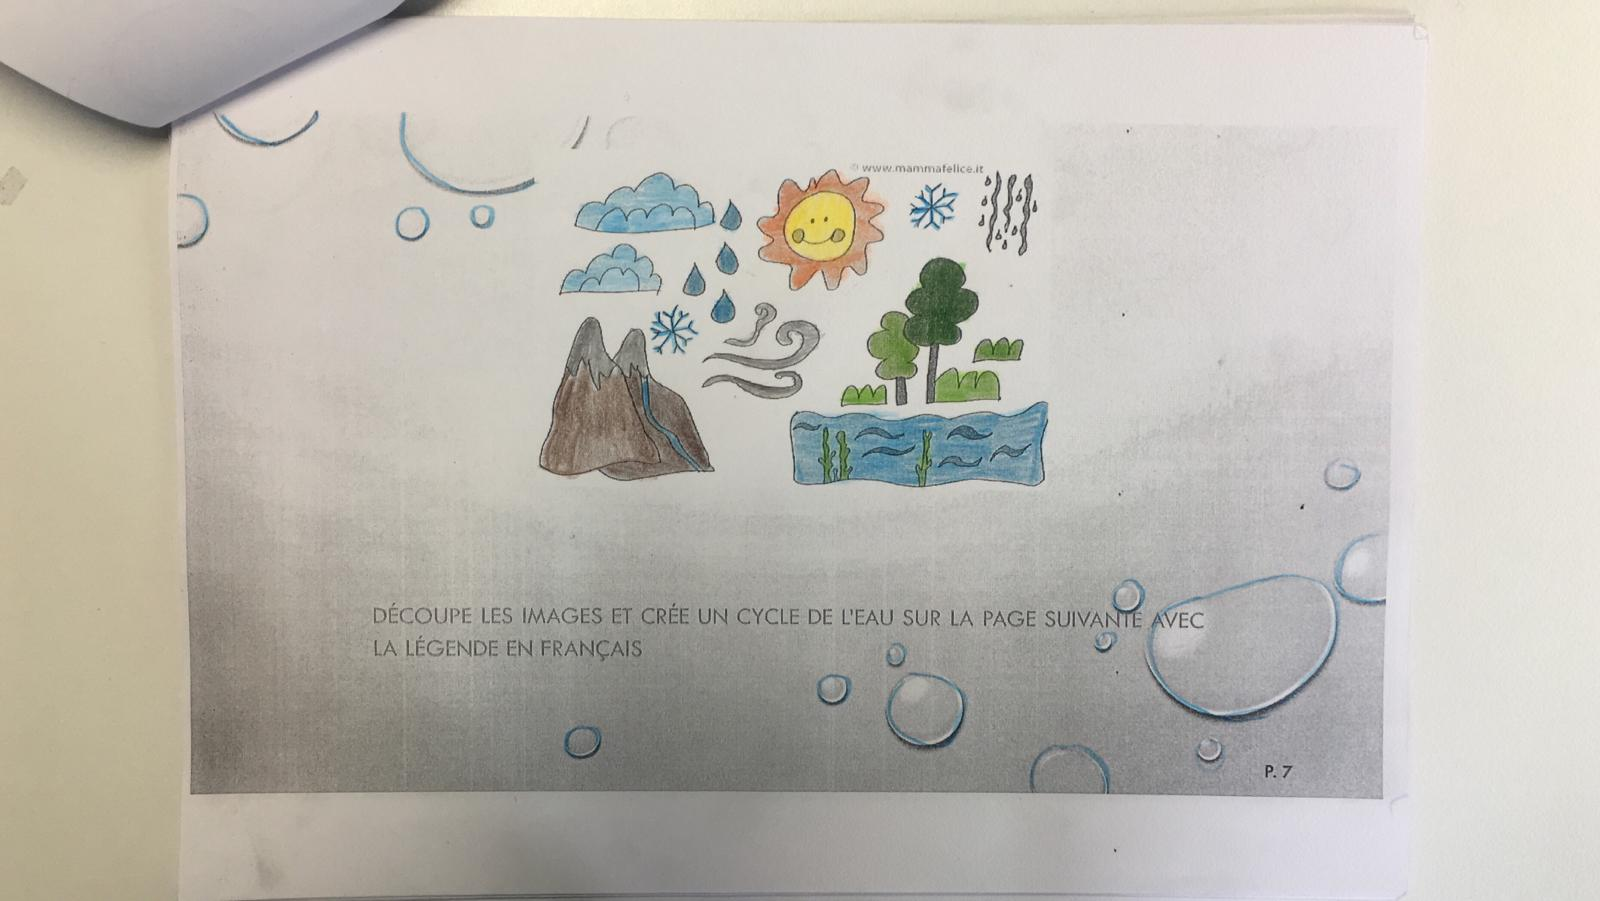 © www.mammafelice.it
DÉCOUPE LES IMAGES ET CRÉE UN CYCLE DE L'EAU SUR LA PAGE SUIVANTE AVEC
LA LÉGENDE EN FRANÇAIS
P. 7